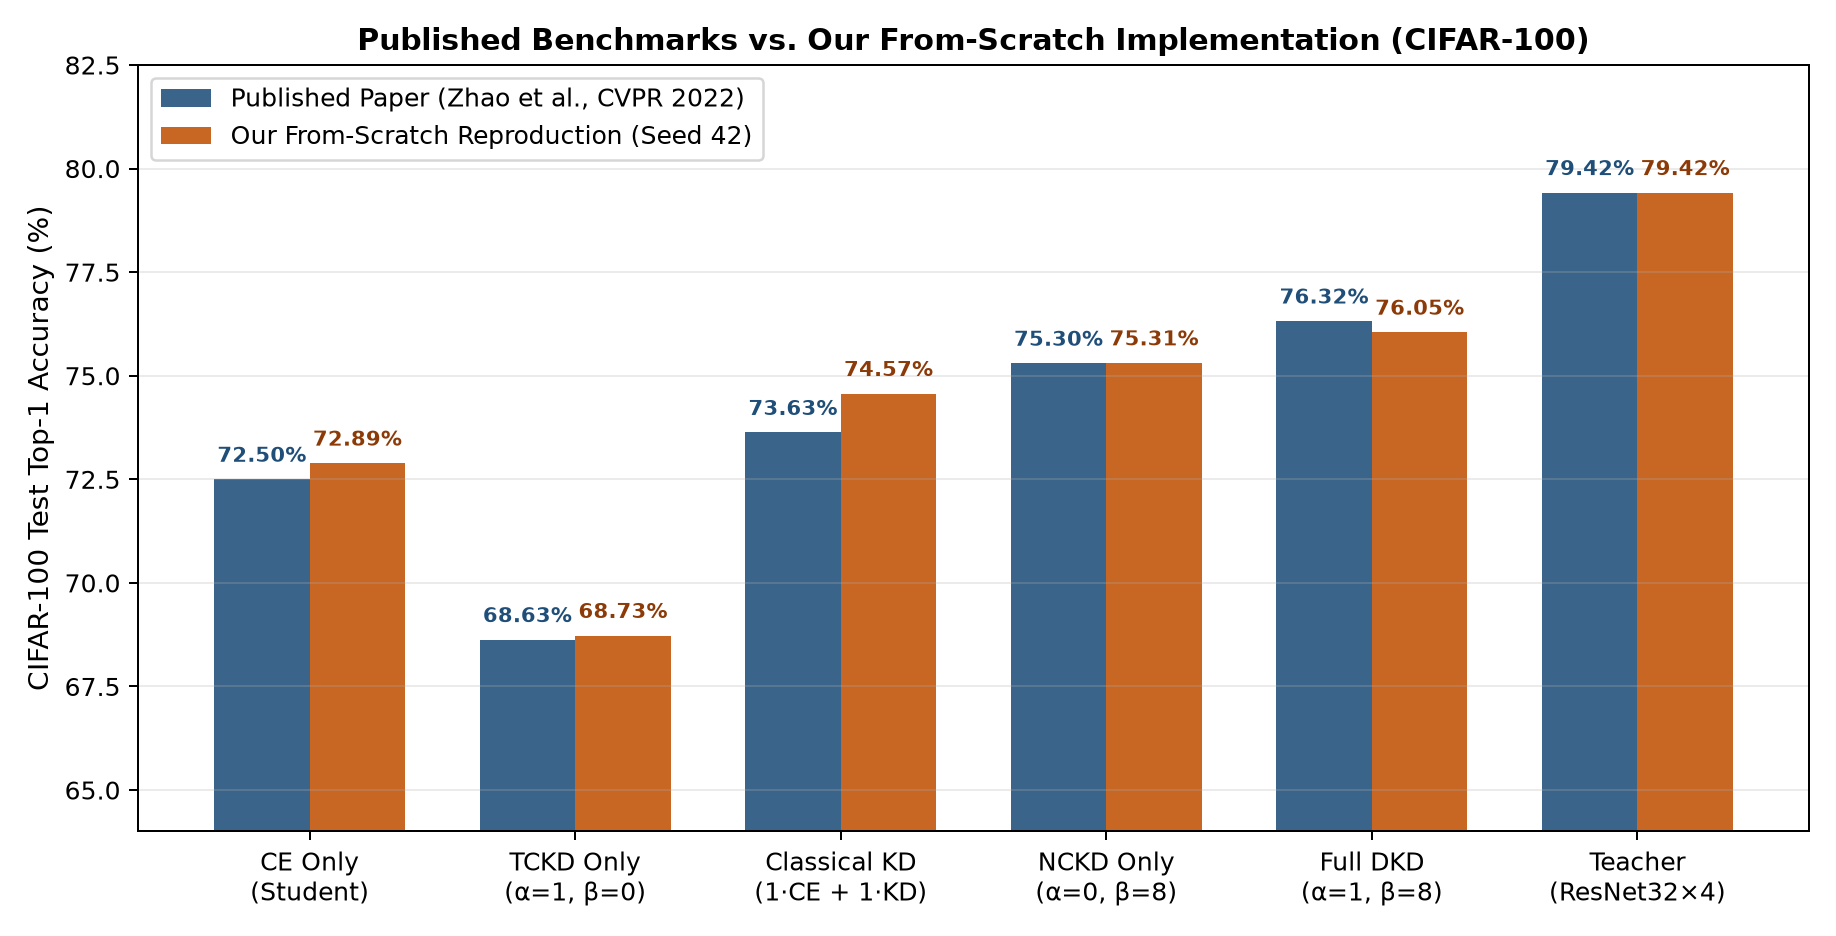 Published Benchmarks vs. Our From-Scratch Implementation (CIFAR-100)
Published Paper (Zhao et al., CVPR 2022)
Our From-Scratch Reproduction (Seed 42)
CIFAR-100 Test Top-1 Accuracy (%)
82.5
80.0
77.5
75.0
72.5
70.0
67.5
65.0
72.50% 72.89%
68.63% 68.73%
73.63% 74.57%
75.30% 75.31%
76.32% 76.05%
79.42% 79.42%
CE Only
(Student)
TCKD Only
(α=1, β=0)
Classical KD
(1·CE + 1·KD)
NCKD Only
(α=0, β=8)
Full DKD
(α=1, β=8)
Teacher
(ResNet32×4)